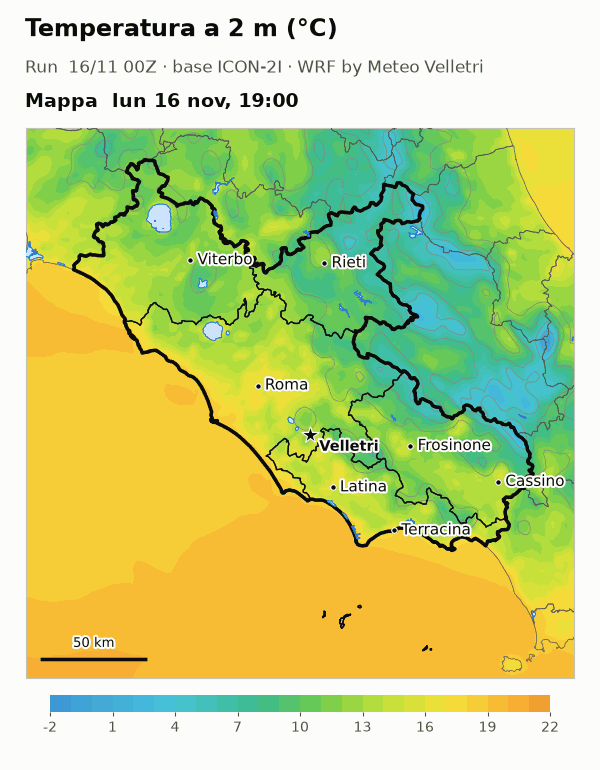 Temperatura a 2 m (°C)
Run  16/11 00Z · base ICON-2I · WRF by Meteo Velletri
Mappa  lun 16 nov, 19:00
Viterbo
Rieti
Roma
Velletri
Frosinone
Cassino
Latina
Terracina
50 km
-2 1 4 7 10 13 16 19 22